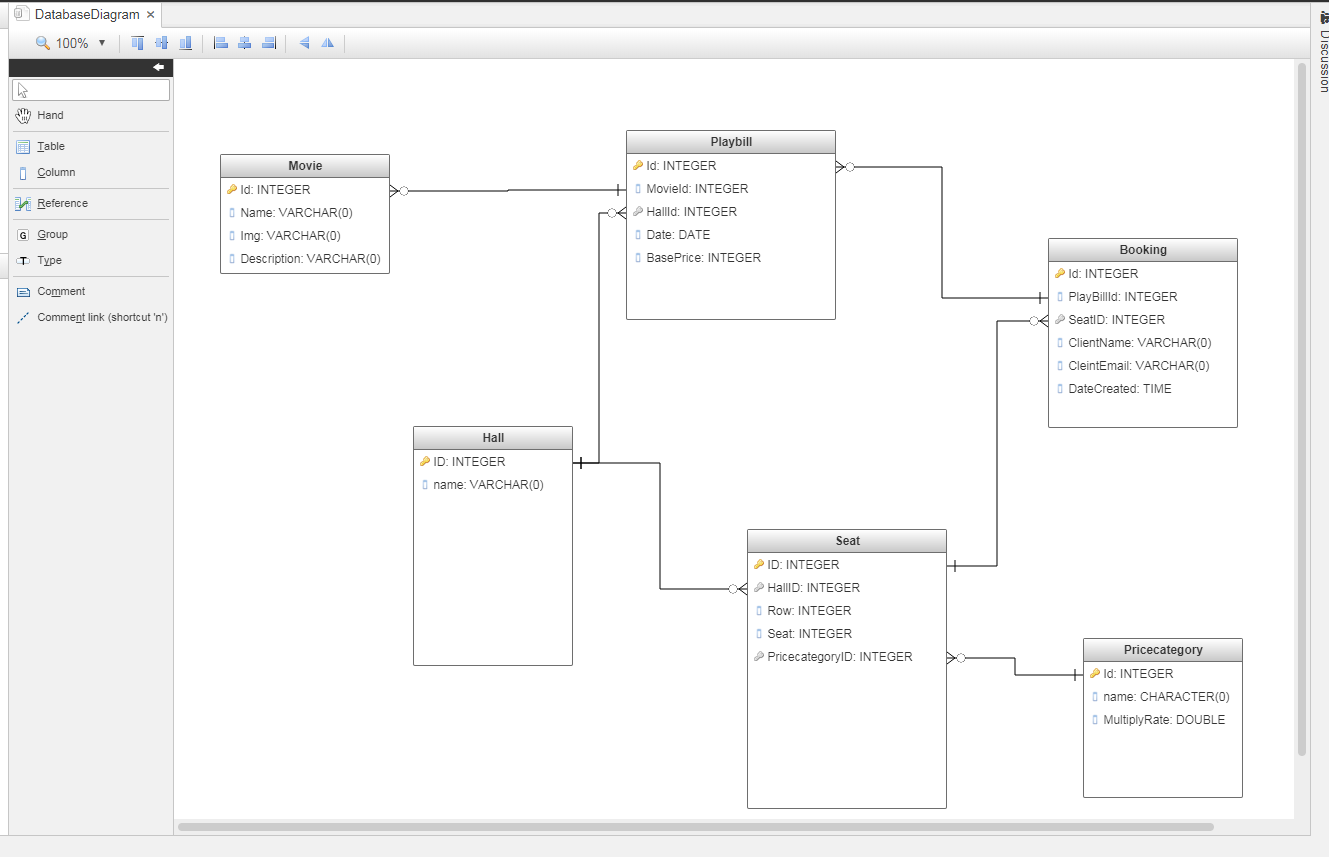 DatabaseDiagram
Discussion
100%
Hand
Table
Column
Reference
Group
Type
Comment
Comment link (shortcut 'n')
Movie
Id: INTEGER
Name: VARCHAR(0)
Img: VARCHAR(0)
Description: VARCHAR(0)
Playbill
Id: INTEGER
MovieId: INTEGER
HallId: INTEGER
Date: DATE
BasePrice: INTEGER
Booking
Id: INTEGER
PlayBillId: INTEGER
SeatID: INTEGER
ClientName: VARCHAR(0)
CleintEmail: VARCHAR(0)
DateCreated: TIME
Hall
ID: INTEGER
name: VARCHAR(0)
Seat
ID: INTEGER
HallID: INTEGER
Row: INTEGER
Seat: INTEGER
PricecategoryID: INTEGER
Pricecategory
Id: INTEGER
name: CHARACTER(0)
MultiplyRate: DOUBLE